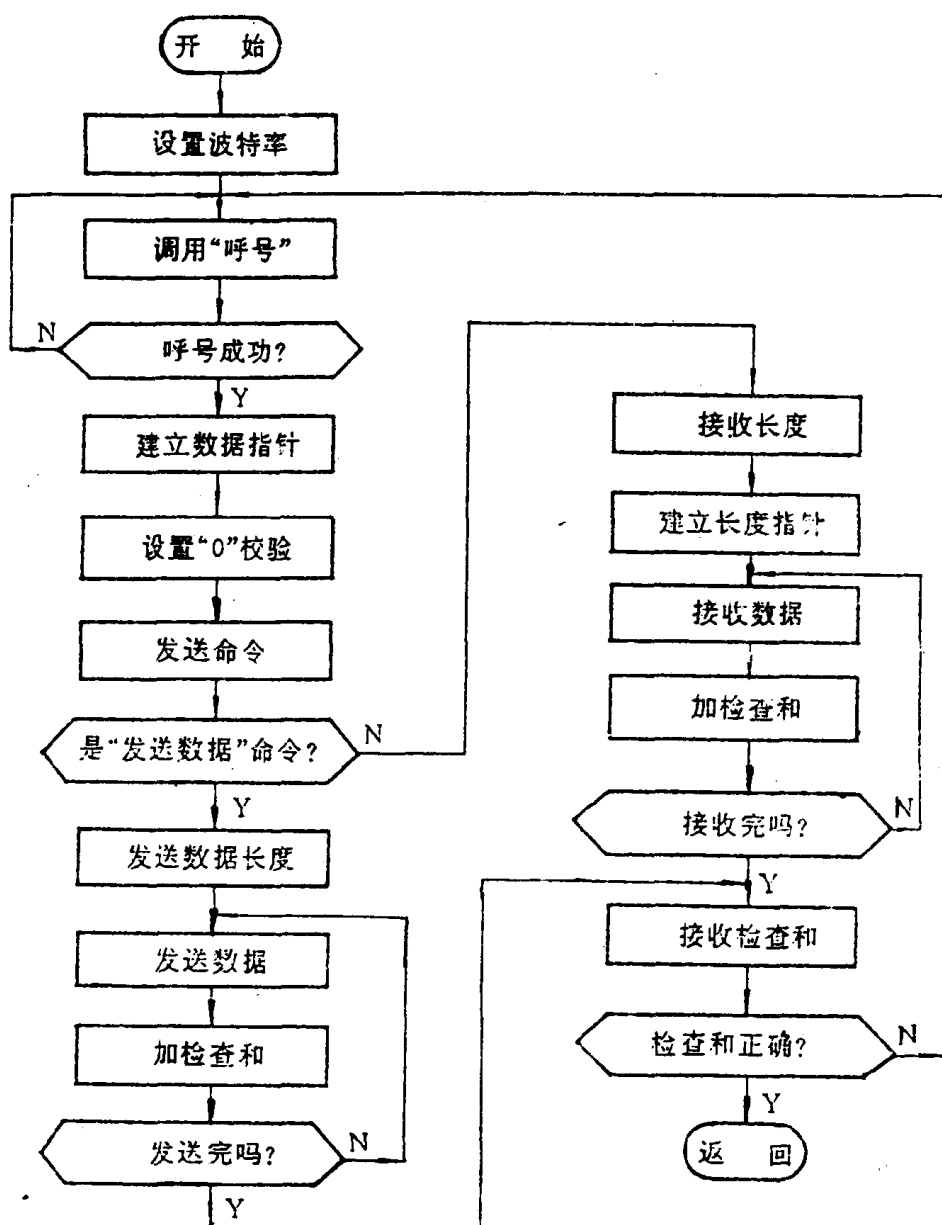 开 始
设置波特率
调用“呼号”
N
呼号成功?
Y
建立数据指针
设置“0”校验
发送命令
是“发送数据”命令?
N
Y
发送数据长度
发送数据
加检查和
发送完吗?
N
Y
接收长度
建立长度指针
接收数据
加检查和
接收完吗?
N
Y
接收检查和
检查和正确?
N
Y
返 回